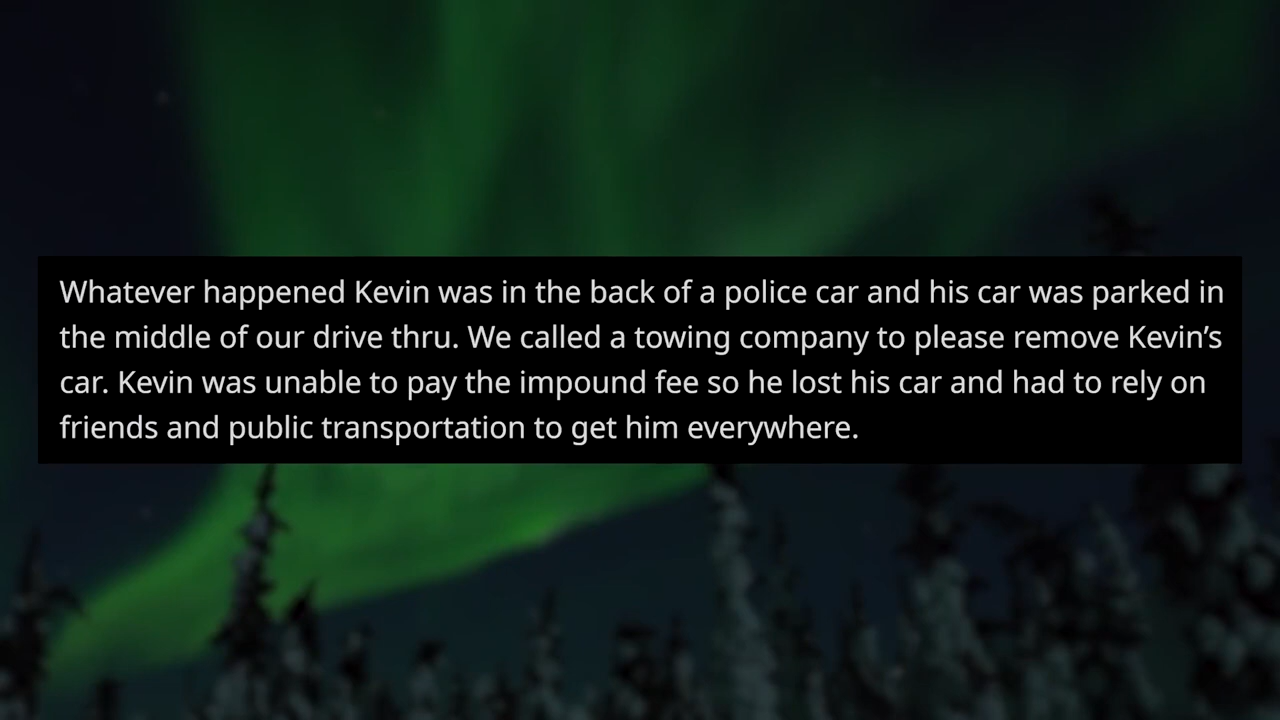 Whatever happened Kevin was in the back of a police car and his car was parked in
the middle of our drive thru. We called a towing company to please remove Kevin’s
car. Kevin was unable to pay the impound fee so he lost his car and had to rely on
friends and public transportation to get him everywhere.